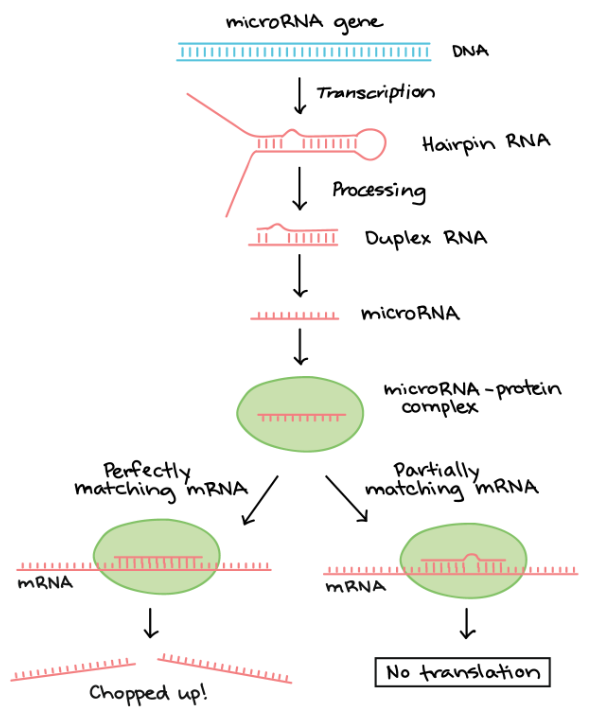 microRNA gene
DNA
Transcription
Hairpin RNA
Processing
Duplex RNA
microRNA
microRNA-protein
complex
Perfectly
matching mRNA
Partially
matching mRNA
mRNA
mRNA
Chopped up!
No translation